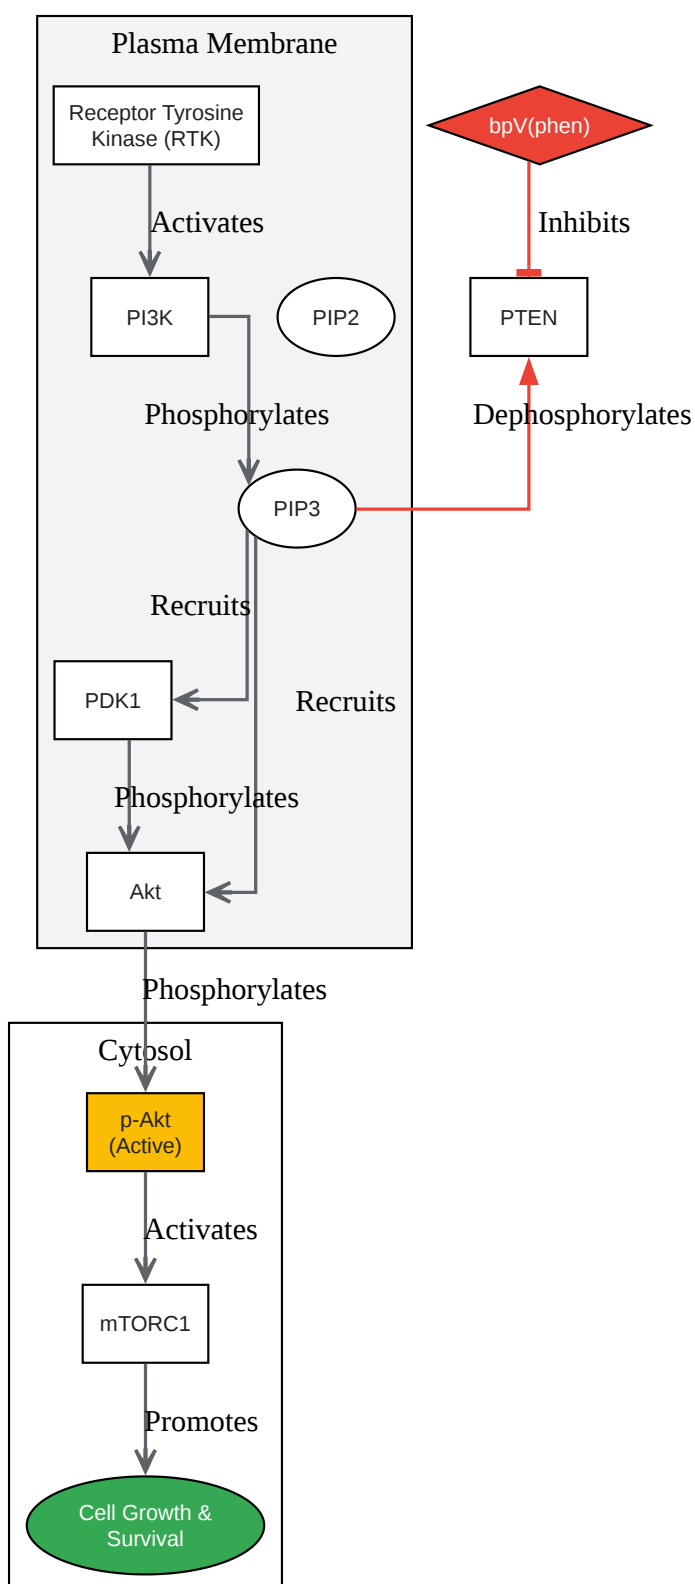 Plasma Membrane
Receptor Tyrosine
Kinase (RTK)
bpV(phen)
Activates
Inhibits
PI3K
PIP2
PTEN
Phosphorylates
Dephosphorylates
PIP3
Recruits
PDK1
Recruits
Phosphorylates
Akt
Phosphorylates
Cytosol
p-Akt
(Active)
Activates
mTORC1
Promotes
Cell Growth &
Survival